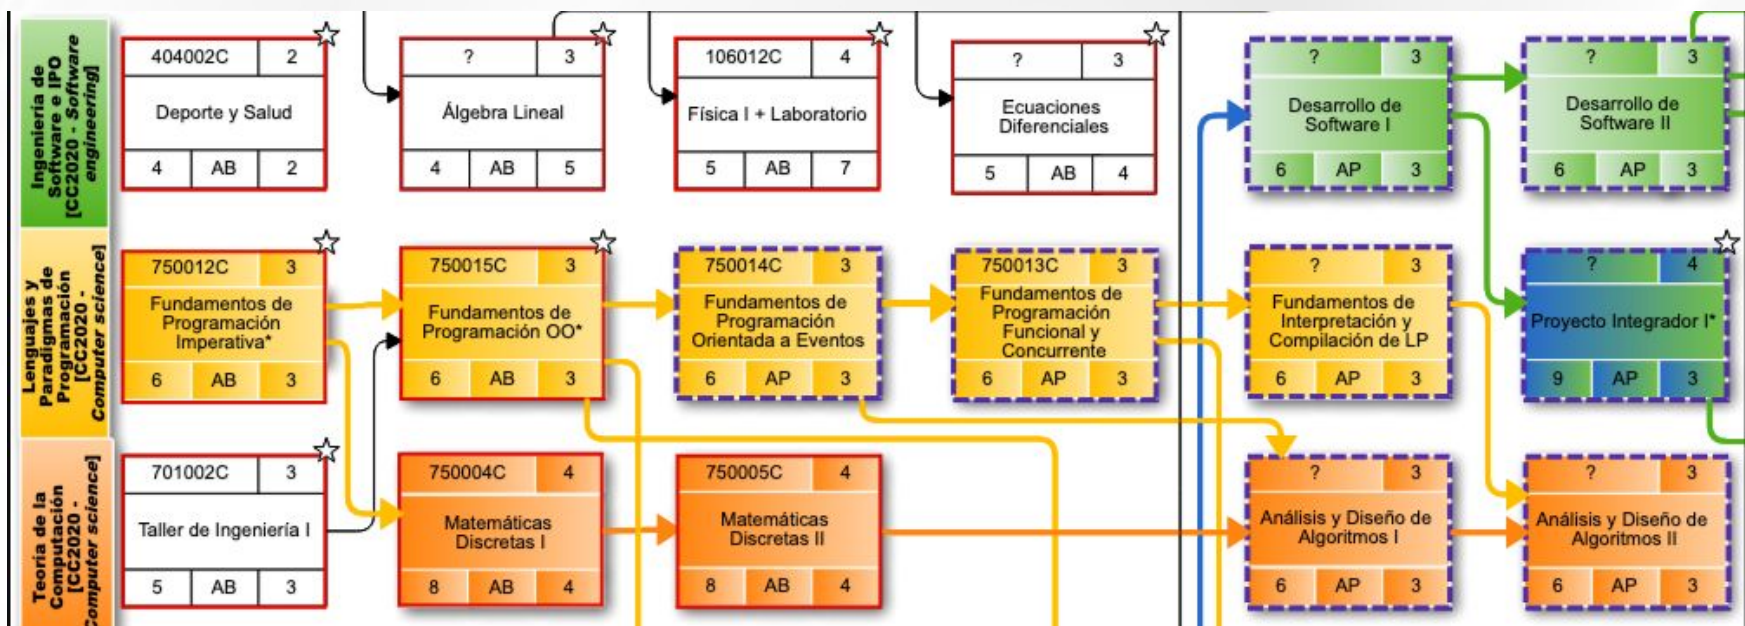 Ingeniería de
Software e IPO
[CC2020 - Software
engineering]
404002C 2
Deporte y Salud
4 AB 2
? 3
Álgebra Lineal
4 AB 5
106012C 4
Física I + Laboratorio
5 AB 7
? 3
Ecuaciones
Diferenciales
5 AB 4
? 3
Desarrollo de
Software I
6 AP 3
? 3
Desarrollo de
Software II
6 AP 3
Lenguajes y
Paradigmas de
Programación
[CC2020 -
Computer science]
750012C 3
Fundamentos de
Programación
Imperativa*
6 AB 3
750015C 3
Fundamentos de
Programación OO*
6 AB 3
750014C 3
Fundamentos de
Programación
Orientada a Eventos
6 AP 3
750013C 3
Fundamentos de
Programación
Funcional y
Concurrente
6 AP 3
? 3
Fundamentos de
Interpretación y
Compilación de LP
6 AP 3
? 4
Proyecto Integrador I*
9 AP 3
Teoría de la
Computación
[CC2020 -
Computer science]
701002C 3
Taller de Ingeniería I
5 AB 3
750004C 4
Matemáticas
Discretas I
8 AB 4
750005C 4
Matemáticas
Discretas II
8 AB 4
? 3
Análisis y Diseño de
Algoritmos I
6 AP 3
? 3
Análisis y Diseño de
Algoritmos II
6 AP 3